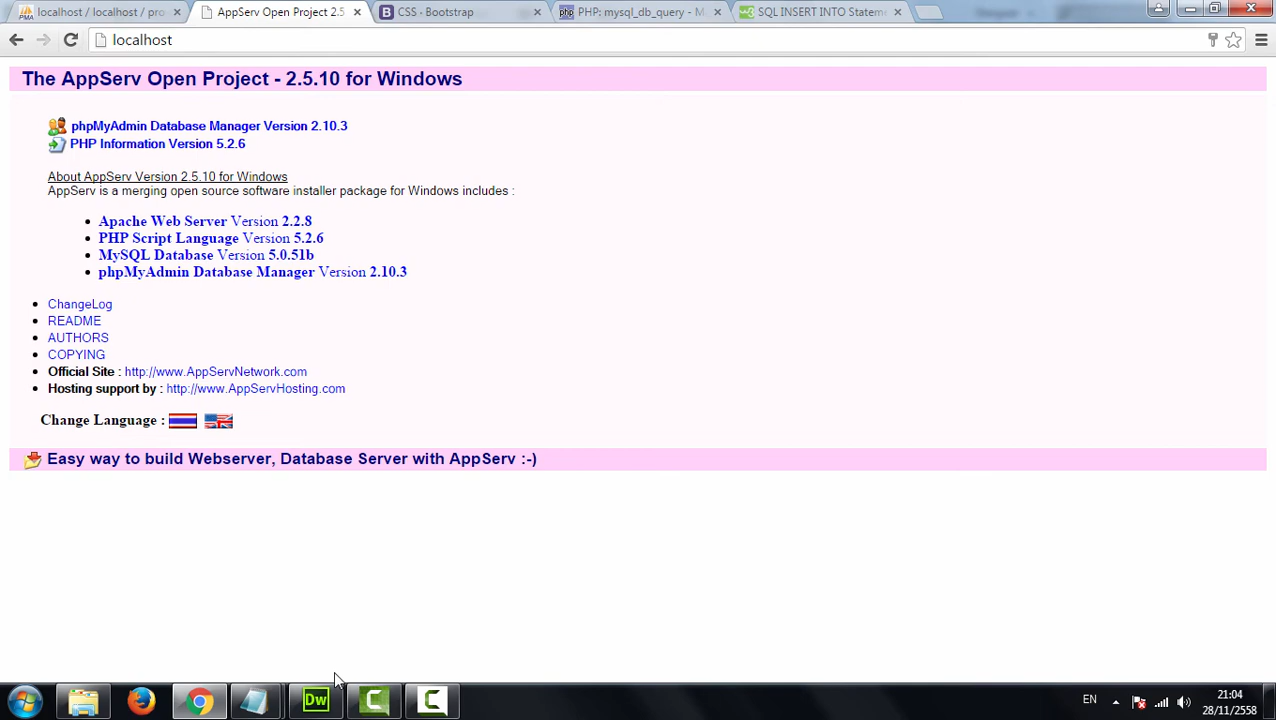 localhost / localhost / pro
AppServ Open Project 2.5
CSS - Bootstrap
PHP: mysql_db_query - M
SQL INSERT INTO Stateme
localhost
The AppServ Open Project - 2.5.10 for Windows
phpMyAdmin Database Manager Version 2.10.3
PHP Information Version 5.2.6
About AppServ Version 2.5.10 for Windows
AppServ is a merging open source software installer package for Windows includes :
Apache Web Server Version 2.2.8
PHP Script Language Version 5.2.6
MySQL Database Version 5.0.51b
phpMyAdmin Database Manager Version 2.10.3
ChangeLog
README
AUTHORS
COPYING
Official Site : http://www.AppServNetwork.com
Hosting support by : http://www.AppServHosting.com
Change Language :
Easy way to build Webserver, Database Server with AppServ :-)
Dw
EN
21:04
28/11/2558